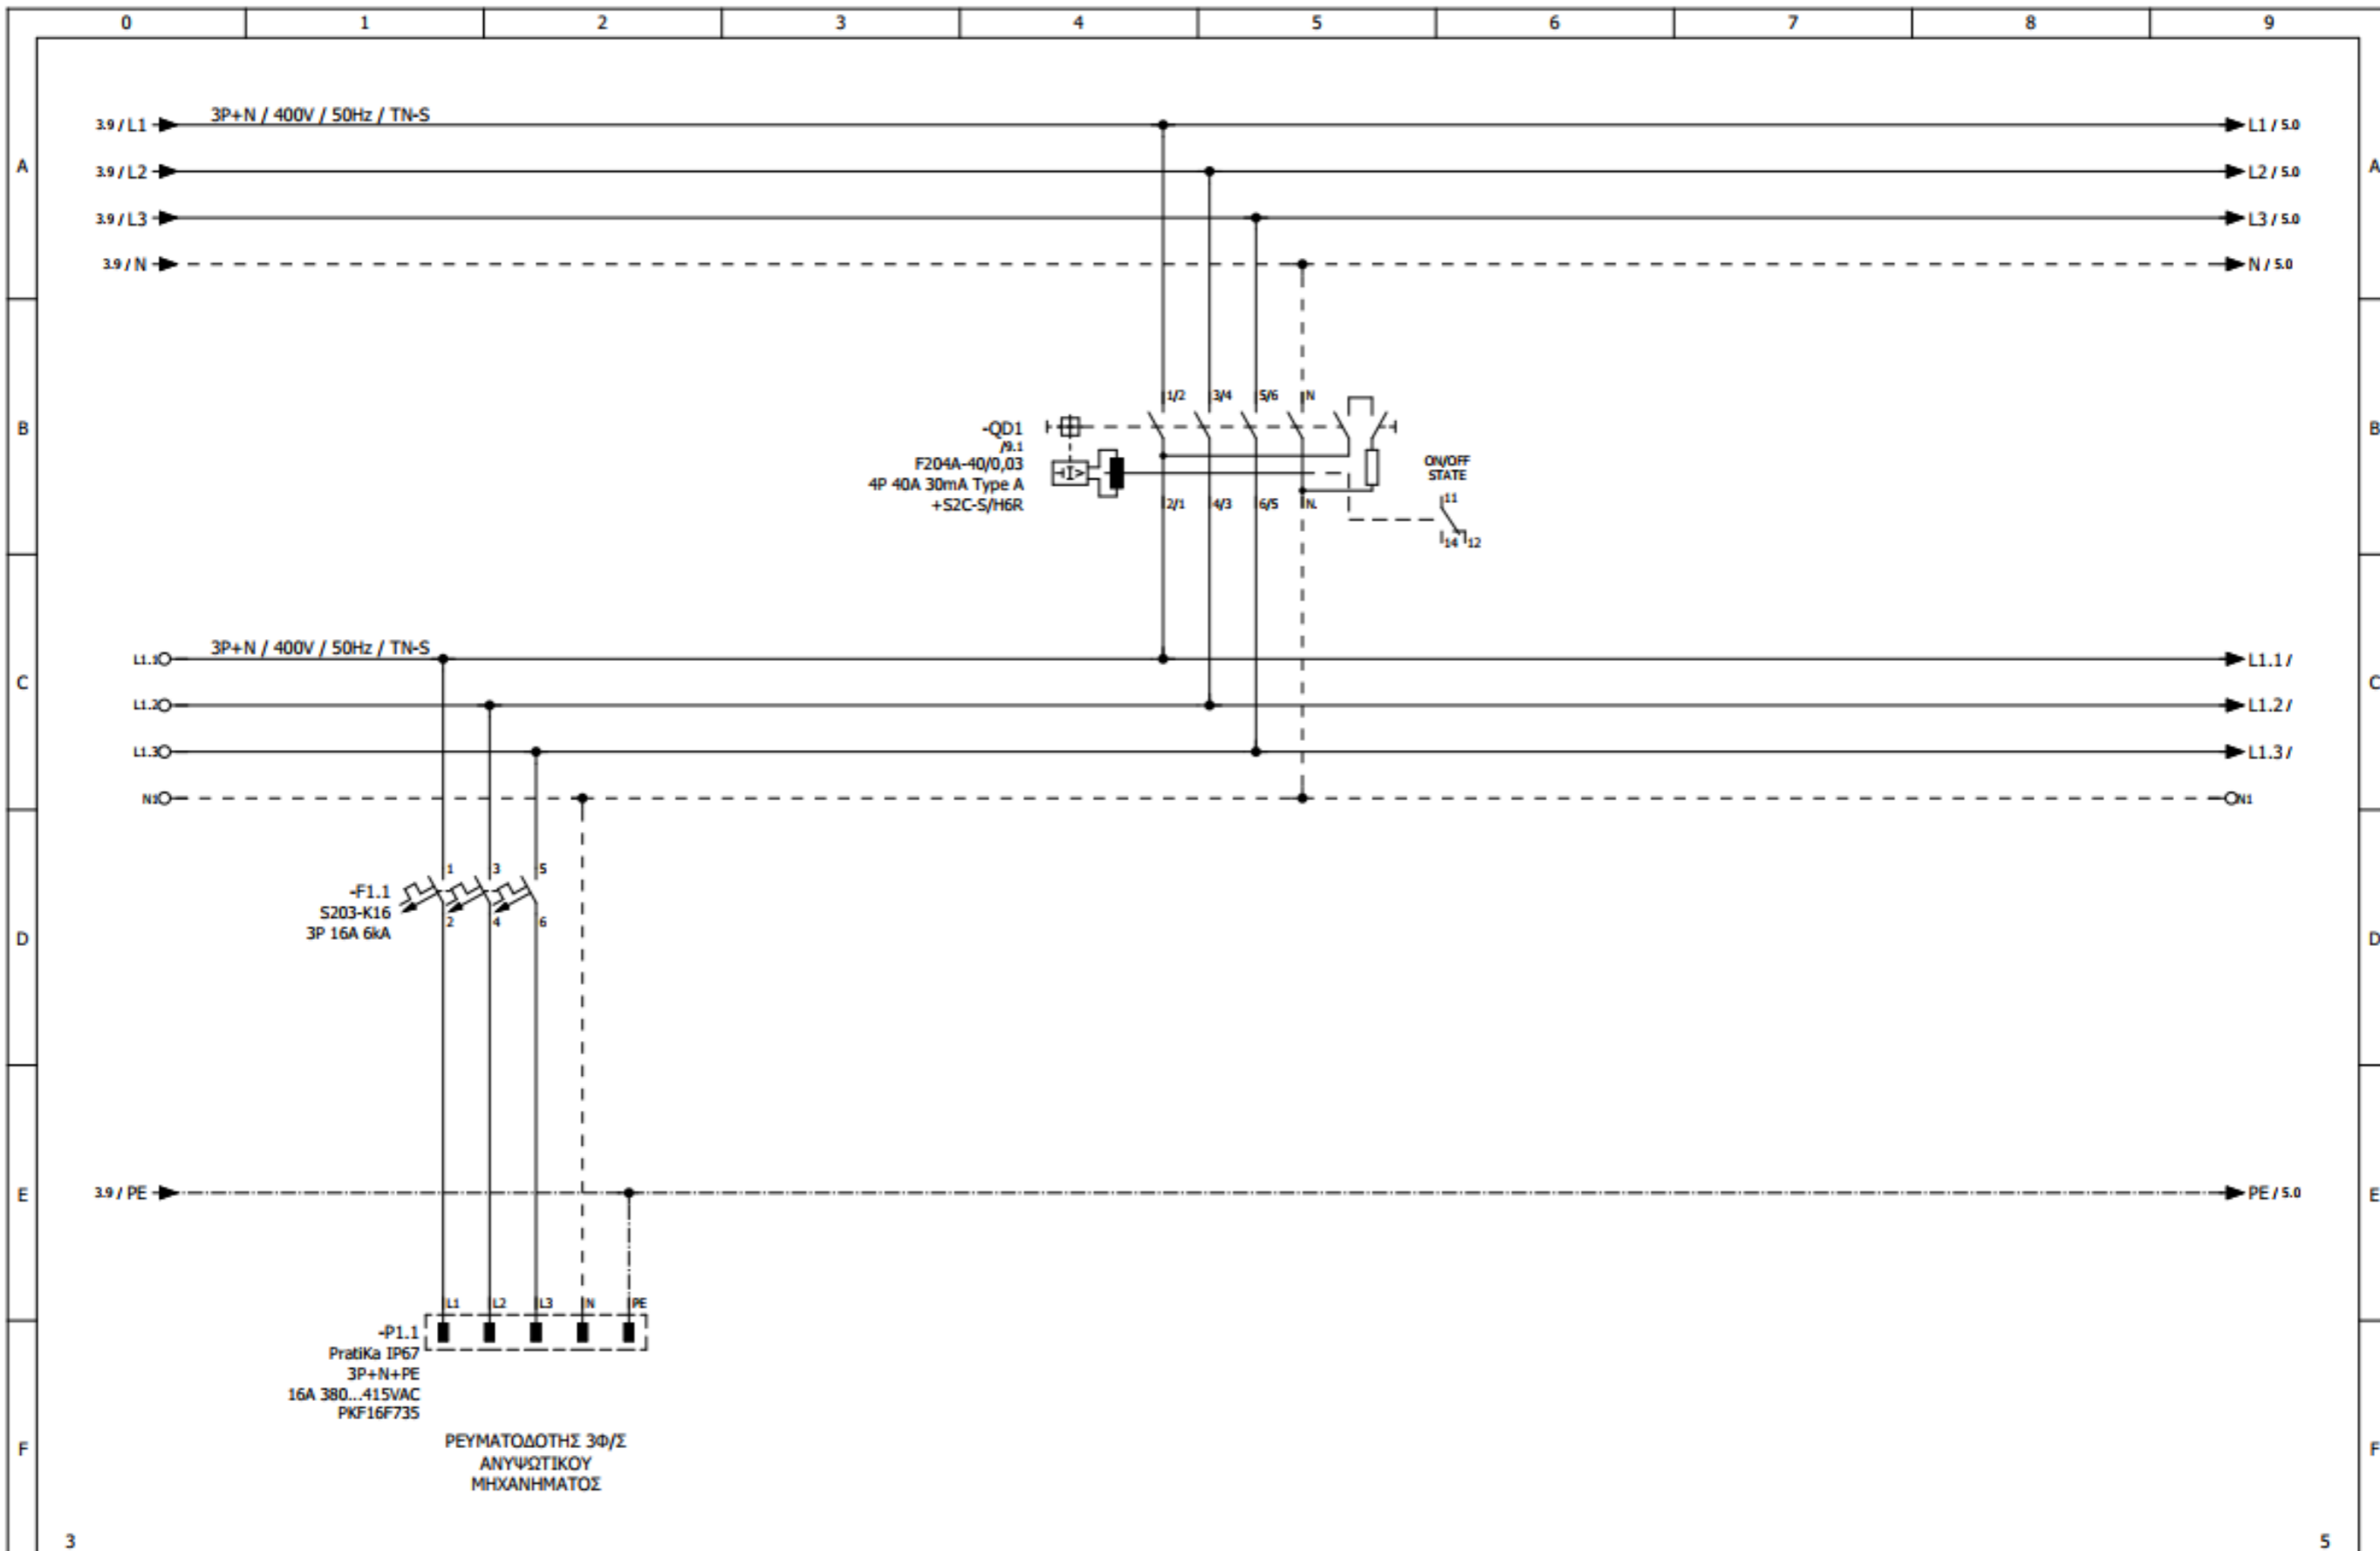 0 1 2 3 4 5 6 7 8 9
3P+N / 400V / 50Hz / TN-S
3.9 / L1 L1 / 5.0
A A
3.9 / L2 L2 / 5.0
3.9 / L3 L3 / 5.0
3.9 / N N / 5.0
1/2 3/4 5/6 N
B B
-QD1
/9.1
F204A-40/0,03
4P 40A 30mA Type A
+S2C-S/H6R
I>
2/1 4/3 6/5 N
ON/OFF
STATE
11
14 12
3P+N / 400V / 50Hz / TN-S
L1.1 L1.1 /
C C
L1.2 L1.2 /
L1.3 L1.3 /
N1 N1
1 3 5
-F1.1
S203-K16
3P 16A 6kA
2 4 6
D D
3.9 / PE PE / 5.0
E E
L1 L2 L3 N PE
-P1.1
PratiKa IP67
3P+N+PE
16A 380...415VAC
PKF16F735
ΡΕΥΜΑΤΟΔΟΤΗΣ 3Φ/Σ
ΑΝΥΨΩΤΙΚΟΥ
ΜΗΧΑΝΗΜΑΤΟΣ
F F
3 5